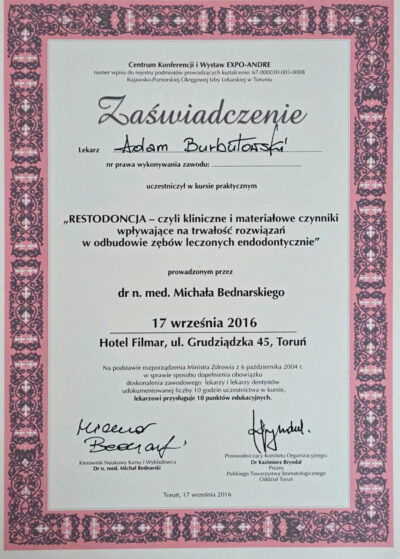 Centrum Konferencji i Wystaw EXPO-ANDRE
numer wpisu do rejestru podmiotów prowadzących kształcenie: 67-000030-003-0008
Kujawsko-Pomorskiej Okręgowej Izby Lekarskiej w Toruniu
Zaświadczenie
Lekarz Adam Burbułowski
nr prawa wykonywania zawodu:
uczestniczył w kursie praktycznym
„RESTODONCJA – czyli kliniczne i materiałowe czynniki
wpływające na trwałość rozwiązań
w odbudowie zębów leczonych endodontycznie”
prowadzonym przez
dr n. med. Michała Bednarskiego
17 września 2016
Hotel Filmar, ul. Grudziądzka 45, Toruń
Na podstawie rozporządzenia Ministra Zdrowia z 6 października 2004 r.
w sprawie sposobu dopełnienia obowiązku
doskonalenia zawodowego lekarzy i lekarzy dentystów
udokumentowanej liczby 10 godzin uczestnictwa w kursie,
lekarzowi przysługuje 10 punktów edukacyjnych.
Kierownik Naukowy Kursu i Wykładowca
Dr n. med. Michał Bednarski
Przewodniczący Komitetu Organizacyjnego:
Dr Kazimierz Bryndal
Prezes
Polskiego Towarzystwa Stomatologicznego
Oddział Toruń
Toruń, 17 września 2016